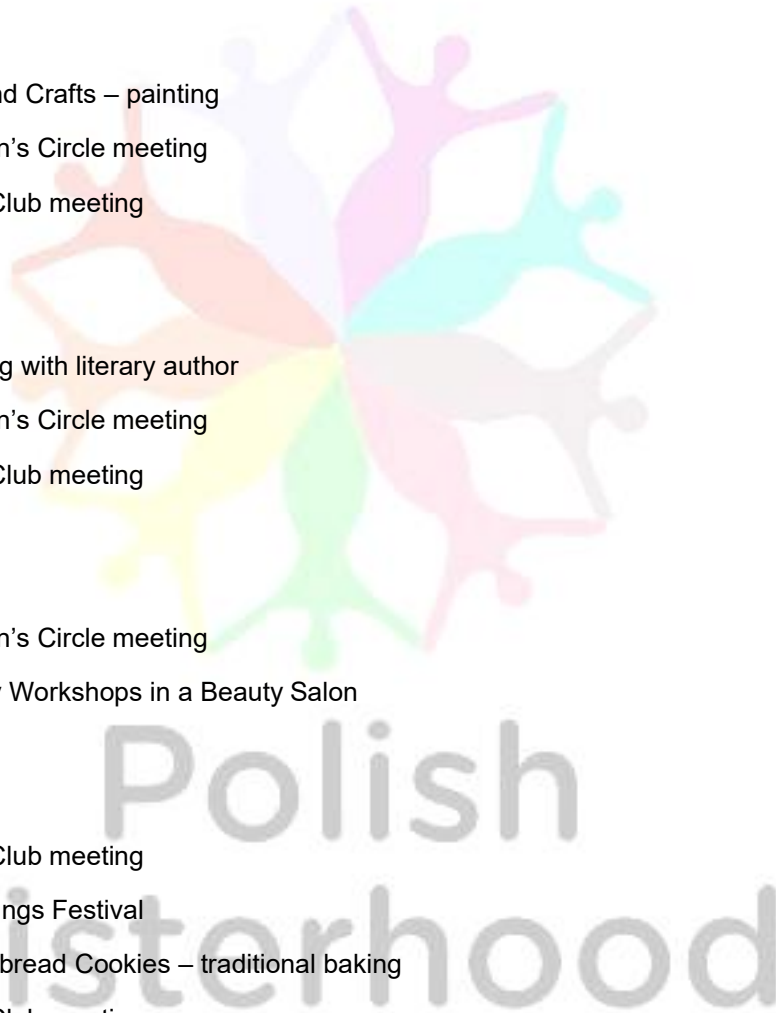 nd Crafts – painting
n's Circle meeting
Club meeting
g with literary author
n's Circle meeting
Club meeting
n's Circle meeting
Workshops in a Beauty Salon
Polish
Club meeting
ngs Festival
isterhood
bread Cookies – traditional baking